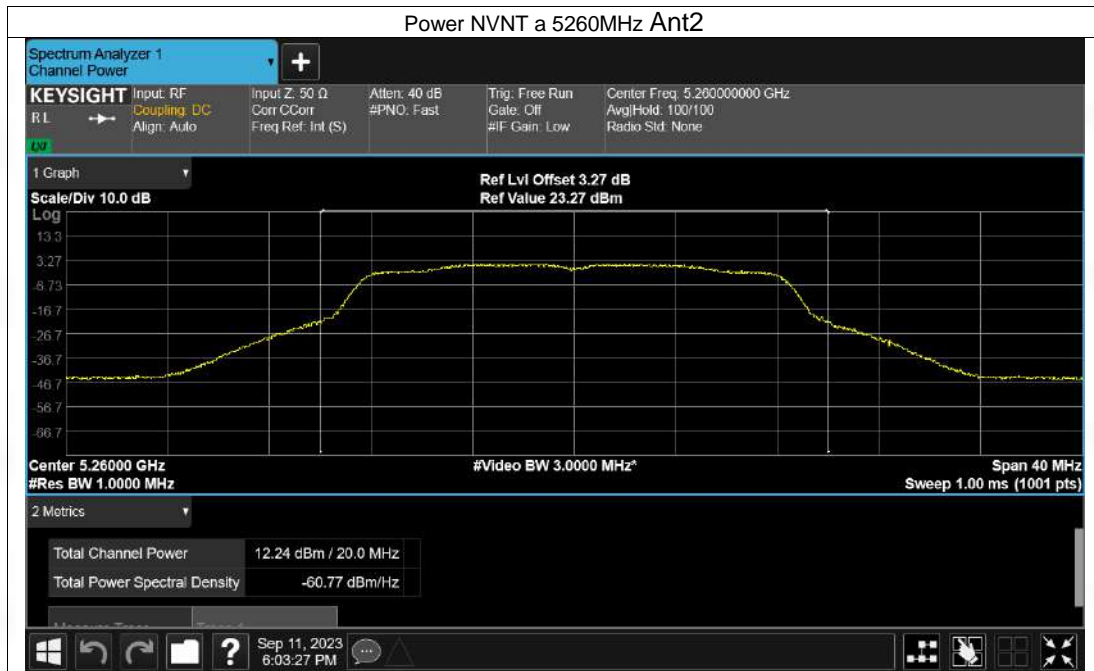 Power NVNT a 5260MHz Ant2
Spectrum Analyzer 1
Channel Power
KEYSIGHT
R L
LXI
Input: RF
Coupling: DC
Align: Auto
Input Z: 50 Ω
Corr CCorr
Freq Ref: Int (S)
Atten: 40 dB
#PNO: Fast
Trig: Free Run
Gate: Off
#IF Gain: Low
Center Freq: 5.260000000 GHz
Avg|Hold: 100/100
Radio Std: None
1 Graph
Scale/Div 10.0 dB
Ref Lvl Offset 3.27 dB
Ref Value 23.27 dBm
Log
13.3
3.27
-6.73
-16.7
-26.7
-36.7
-46.7
-56.7
-66.7
Center 5.26000 GHz
#Video BW 3.0000 MHz*
Span 40 MHz
#Res BW 1.0000 MHz
Sweep 1.00 ms (1001 pts)
2 Metrics
Total Channel Power 12.24 dBm / 20.0 MHz
Total Power Spectral Density -60.77 dBm/Hz
Sep 11, 2023
6:03:27 PM